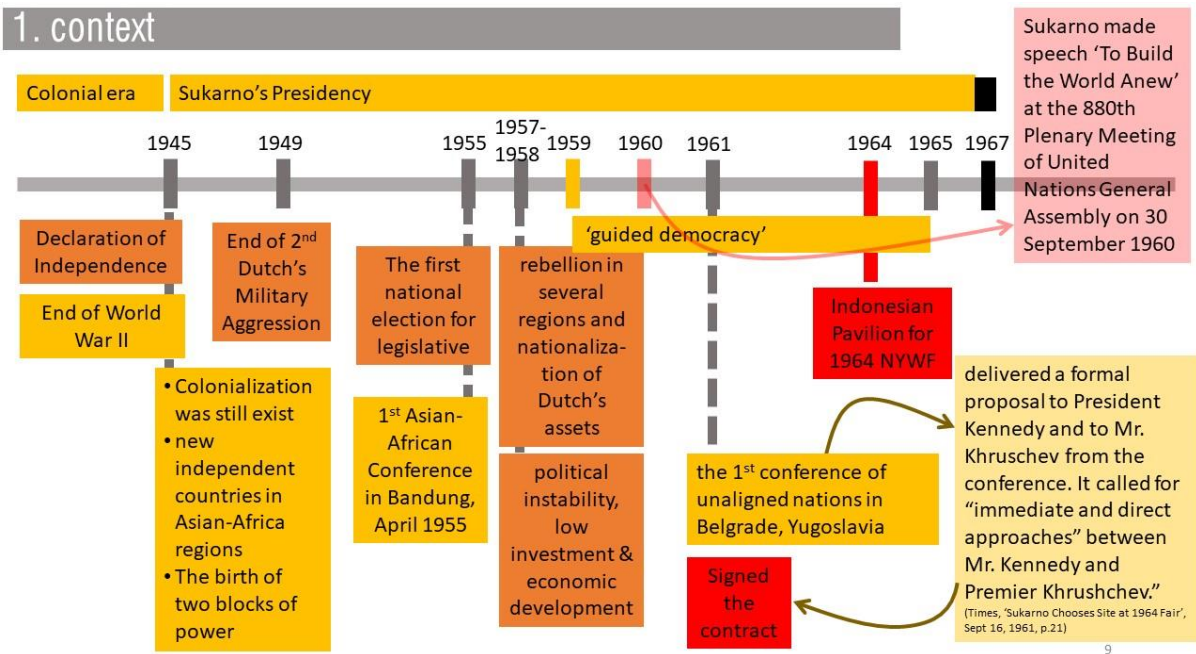 1. context
Colonial era
Sukarno's Presidency
1945
1949
1955
1957-
1958
1959
1960
1961
1964
1965
1967
Sukarno made
speech 'To Build
the World Anew'
at the 880th
Plenary Meeting
of United
Nations General
Assembly on 30
September 1960
Declaration of
Independence
End of World
War II
• Colonialization
was still exist
• new
independent
countries in
Asian-Africa
regions
• The birth of
two blocks of
power
End of 2nd
Dutch's
Military
Aggression
The first
national
election for
legislative
1st Asian-
African
Conference
in Bandung,
April 1955
'guided democracy'
rebellion in
several
regions and
nationaliza-
tion of
Dutch's
assets
political
instability,
low
investment &
economic
development
the 1st conference of
unaligned nations in
Belgrade, Yugoslavia
Signed
the
contract
Indonesian
Pavilion for
1964 NYWF
delivered a formal
proposal to President
Kennedy and to Mr.
Khruschev from the
conference. It called for
“immediate and direct
approaches” between
Mr. Kennedy and
Premier Khrushchev.”
(Times, ‘Sukarno Chooses Site at 1964 Fair’,
Sept 16, 1961, p.21)
9